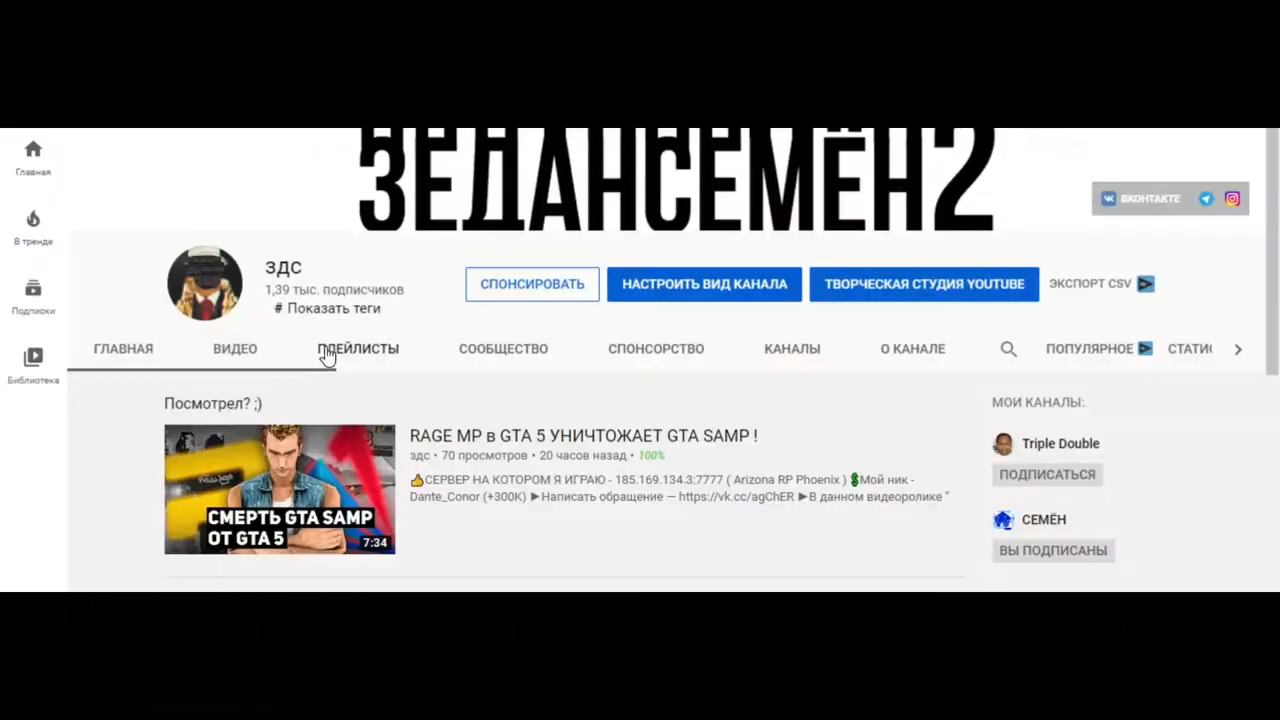 ЗЕДАНСЕМЁН2
Главная
В тренде
Подписки
Библиотека
ВКОНТАКТЕ
здс
1,39 тыс. подписчиков
# Показать теги
СПОНСИРОВАТЬ
НАСТРОИТЬ ВИД КАНАЛА
ТВОРЧЕСКАЯ СТУДИЯ YOUTUBE
ЭКСПОРТ CSV
ГЛАВНАЯ
ВИДЕО
ПЛЕЙЛИСТЫ
СООБЩЕСТВО
СПОНСОРСТВО
КАНАЛЫ
О КАНАЛЕ
ПОПУЛЯРНОЕ
СТАТИ
Посмотрел? ;)
СМЕРТЬ GTA SAMP
ОТ GTA 5
7:34
RAGE MP в GTA 5 УНИЧТОЖАЕТ GTA SAMP !
здс • 70 просмотров • 20 часов назад • 100%
👍СЕРВЕР НА КОТОРОМ Я ИГРАЮ - 185.169.134.3:7777 ( Arizona RP Phoenix ) 💲Мой ник -
Dante_Conor (+300K) ►Написать обращение — https://vk.cc/agChER ►В данном видеоролике "
МОИ КАНАЛЫ:
Triple Double
ПОДПИСАТЬСЯ
СЕМЁН
ВЫ ПОДПИСАНЫ